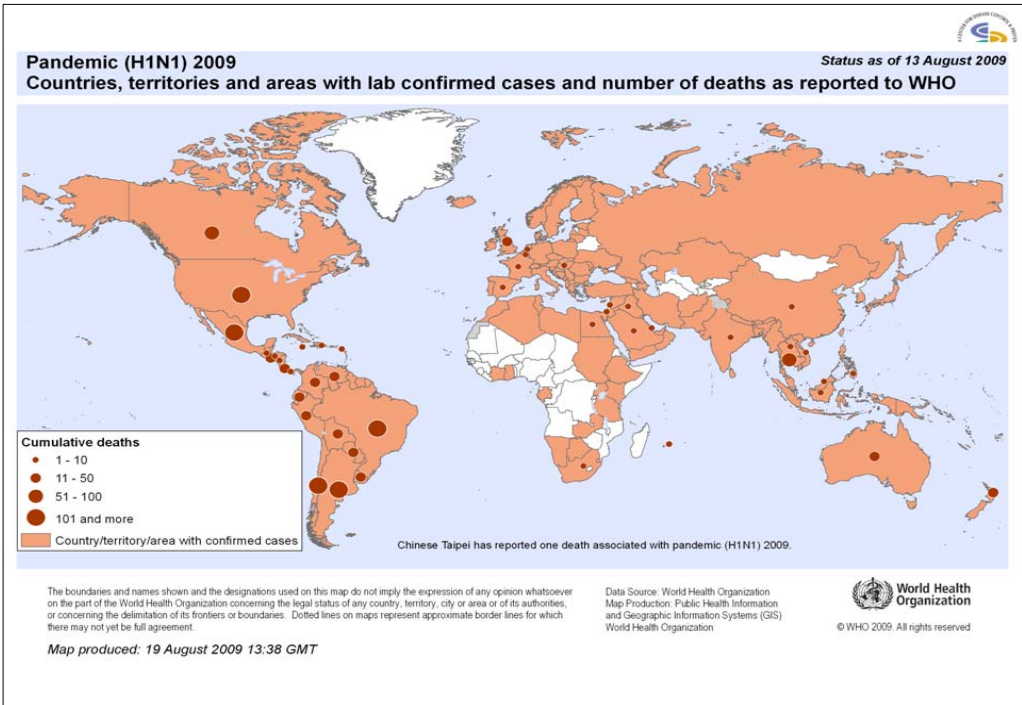 Pandemic (H1N1) 2009
Status as of 13 August 2009
Countries, territories and areas with lab confirmed cases and number of deaths as reported to WHO
Cumulative deaths
1 - 10
11 - 50
51 - 100
101 and more
Country/territory/area with confirmed cases
Chinese Taipei has reported one death associated with pandemic (H1N1) 2009.
The boundaries and names shown and the designations used on this map do not imply the expression of any opinion whatsoever
on the part of the World Health Organization concerning the legal status of any country, territory, city or area or of its authorities,
or concerning the delimitation of its frontiers or boundaries. Dotted lines on maps represent approximate border lines for which
there may not yet be full agreement.
Data Source: World Health Organization
Map Production: Public Health Information
and Geographic Information Systems (GIS)
World Health Organization
World Health
Organization
© WHO 2009. All rights reserved
Map produced: 19 August 2009 13:38 GMT